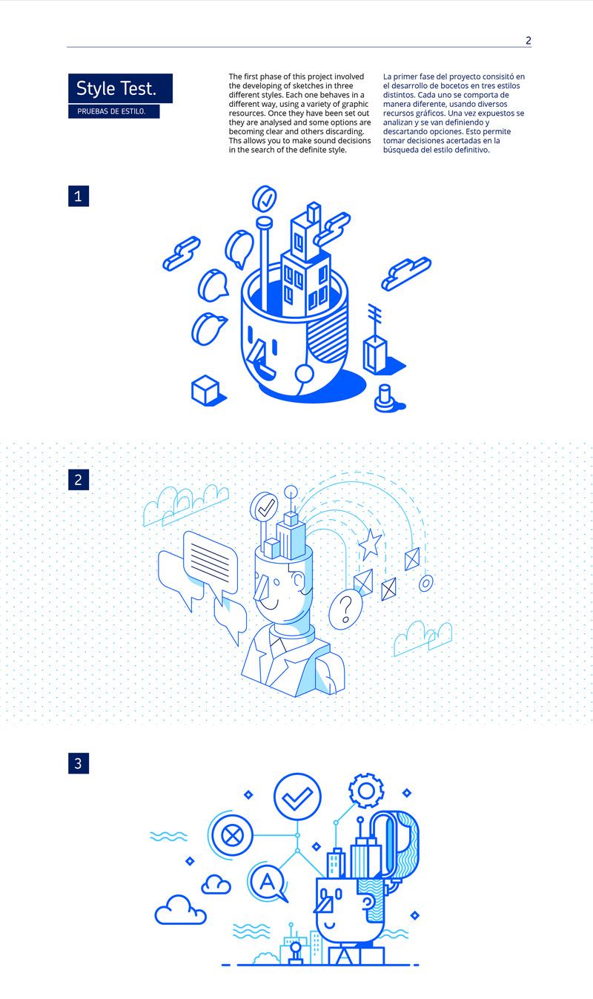 2
Style Test.
PRUEBAS DE ESTILO.
The first phase of this project involved
the developing of sketches in three
different styles. Each one behaves in a
different way, using a variety of graphic
resources. Once they have been set out
they are analysed and some options are
becoming clear and others discarding.
Ths allows you to make sound decisions
in the search of the definite style.
La primer fase del proyecto consisitó en
el desarrollo de bocetos en tres estilos
distintos. Cada uno se comporta de
manera diferente, usando diversos
recursos gráficos. Una vez expuestos se
analizan y se van definiendo y
descartando opciones. Esto permite
tomar decisiones acertadas en la
búsqueda del estilo definitivo.
1
2
?
3
A
A